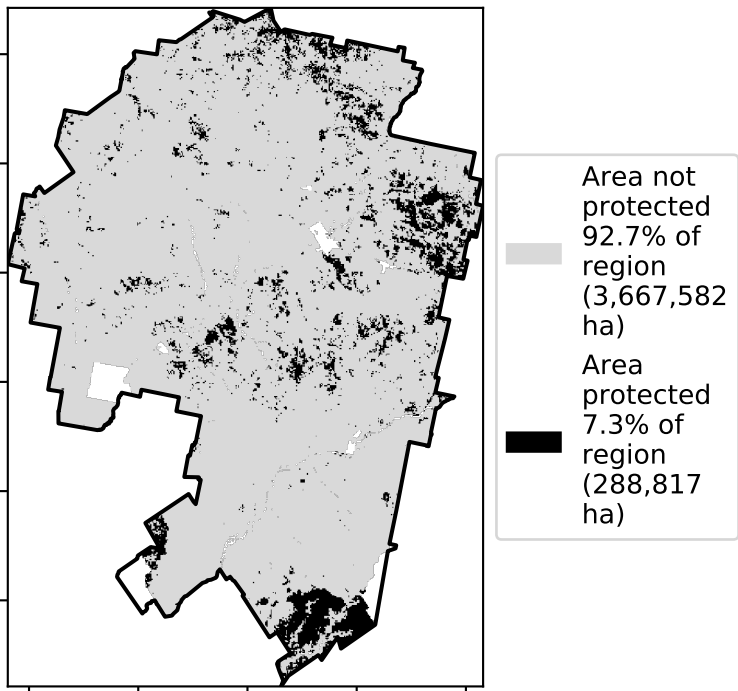 Area not
protected
92.7% of
region
(3,667,582
ha)
Area
protected
7.3% of
region
(288,817
ha)